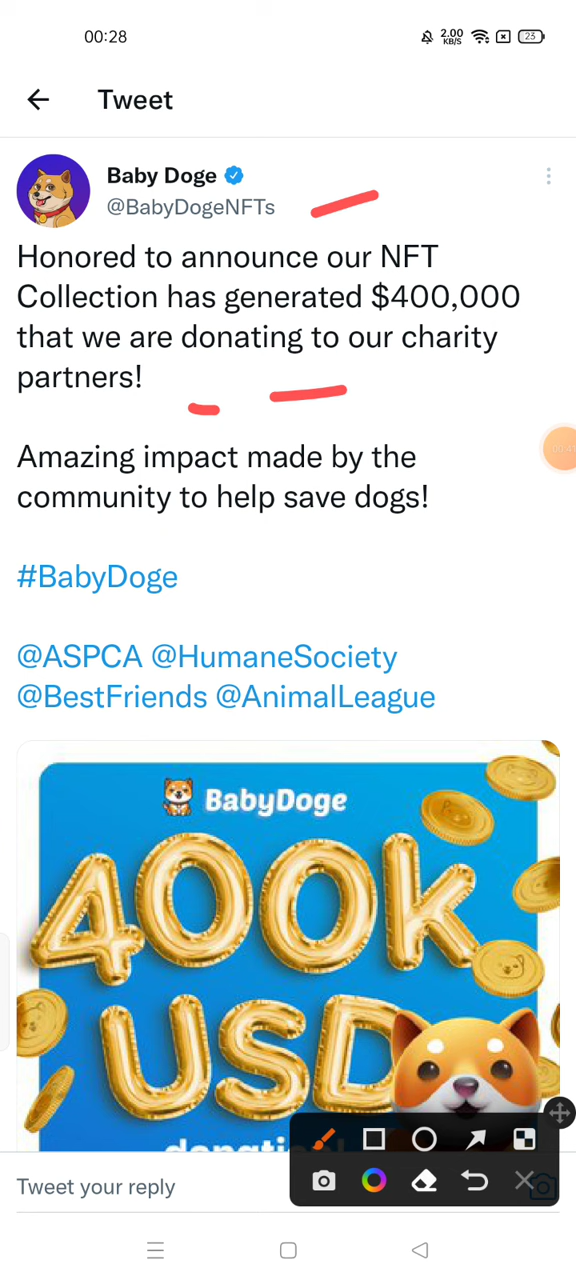 00:28
2.00
KB/S
23
Tweet
Baby Doge
@BabyDogeNFTs
Honored to announce our NFT
Collection has generated $400,000
that we are donating to our charity
partners!
Amazing impact made by the
community to help save dogs!
#BabyDoge
@ASPCA @HumaneSociety
@BestFriends @AnimalLeague
BabyDoge
400K
USD
Tweet your reply